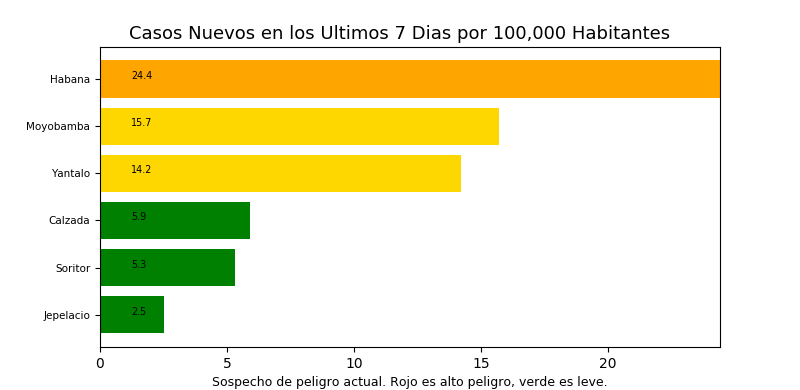 Casos Nuevos en los Ultimos 7 Dias por 100,000 Habitantes
Habana 24.4
Moyobamba 15.7
Yantalo 14.2
Calzada 5.9
Soritor 5.3
Jepelacio 2.5
0 5 10 15 20
Sospecho de peligro actual. Rojo es alto peligro, verde es leve.